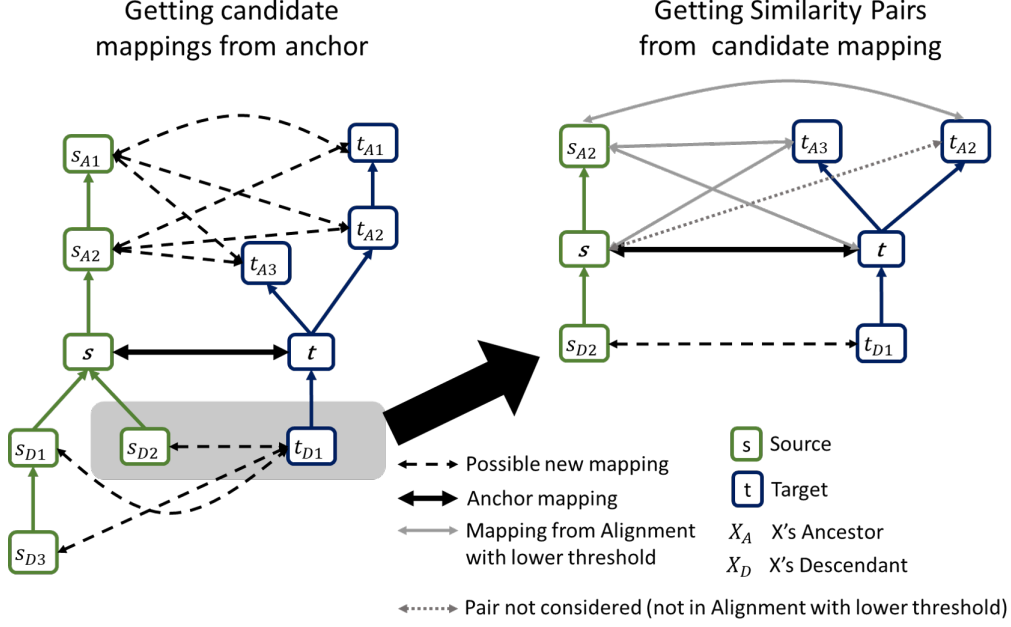 Getting candidate
mappings from anchor
Getting Similarity Pairs
from candidate mapping
s_A1
t_A1
s_A2
t_A2
t_A3
s
t
s_D1
s_D2
t_D1
s_D3
s_A2
t_A3
t_A2
s
t
s_D2
t_D1
Possible new mapping
Anchor mapping
Mapping from Alignment
with lower threshold
Pair not considered (not in Alignment with lower threshold)
s Source
t Target
X_A X's Ancestor
X_D X's Descendant